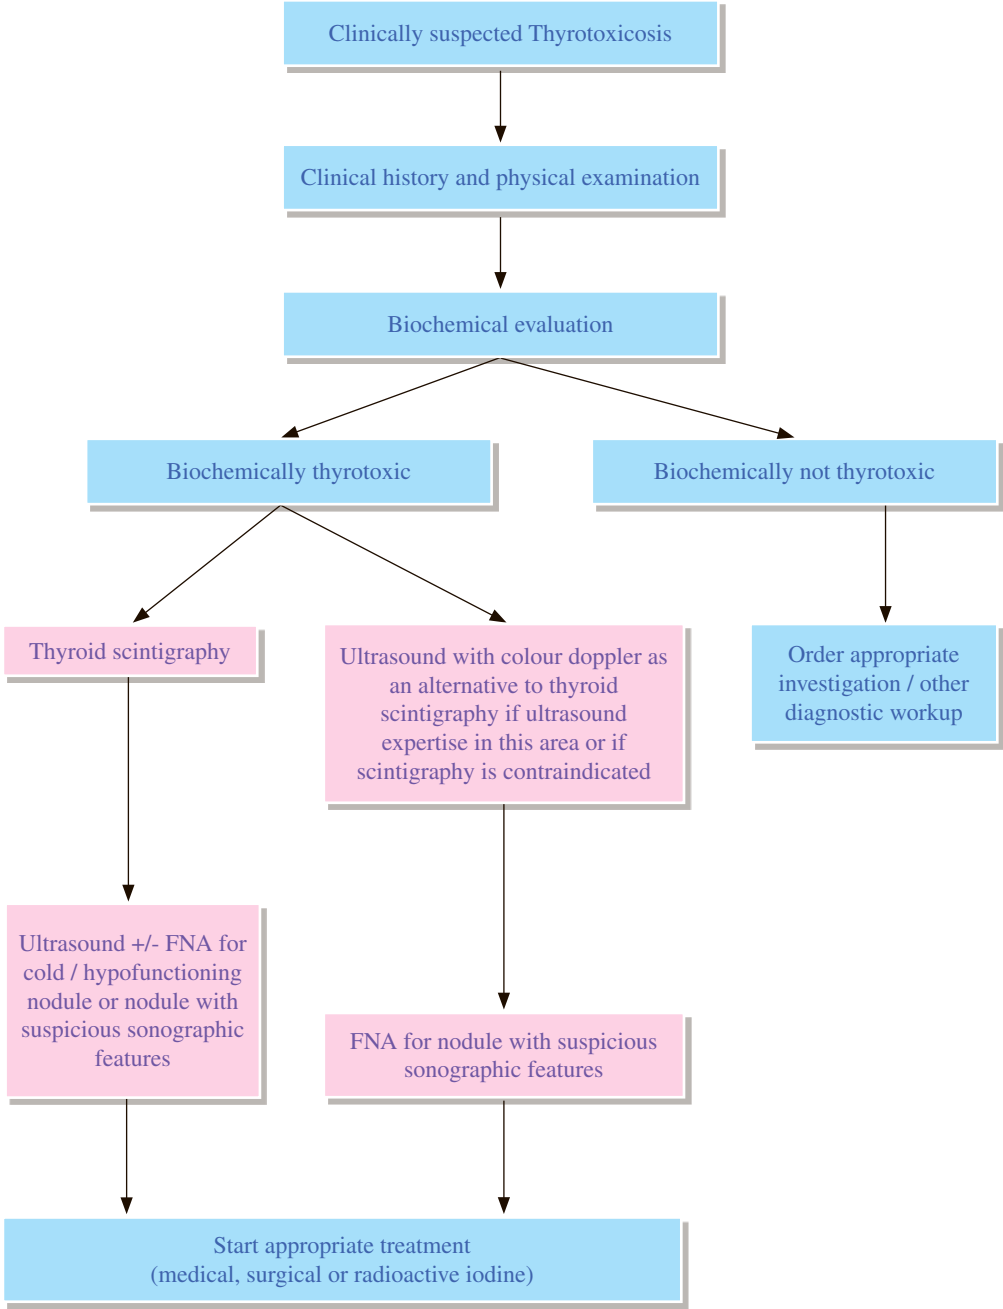 Clinically suspected Thyrotoxicosis
Clinical history and physical examination
Biochemical evaluation
Biochemically thyrotoxic
Biochemically not thyrotoxic
Thyroid scintigraphy
Ultrasound with colour doppler as
an alternative to thyroid
scintigraphy if ultrasound
expertise in this area or if
scintigraphy is contraindicated
Order appropriate
investigation / other
diagnostic workup
Ultrasound +/- FNA for
cold / hypofunctioning
nodule or nodule with
suspicious sonographic
features
FNA for nodule with suspicious
sonographic features
Start appropriate treatment
(medical, surgical or radioactive iodine)